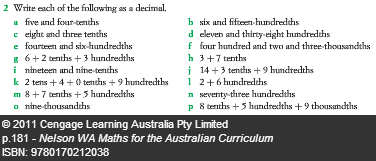 2 Write each of the following as a decimal.
a five and four-tenths
b six and fifteen-hundredths
c eight and three tenths
d eleven and thirty-eight hundredths
e fourteen and six-hundredths
f four hundred and two and three-thousandths
g 6 + 2 tenths + 3 hundredths
h 3 + 7 tenths
i nineteen and nine-tenths
j 14 + 3 tenths + 9 hundredths
k 2 tens + 4 + 0 tenths + 9 hundredths
l 2 + 6 hundredths
m 8 + 7 tenths + 5 hundredths
n seventy-three hundredths
o nine-thousandths
p 8 tenths + 5 hundredths + 9 thousandths
© 2011 Cengage Learning Australia Pty Limited
p.181 - Nelson WA Maths for the Australian Curriculum
ISBN: 9780170212038